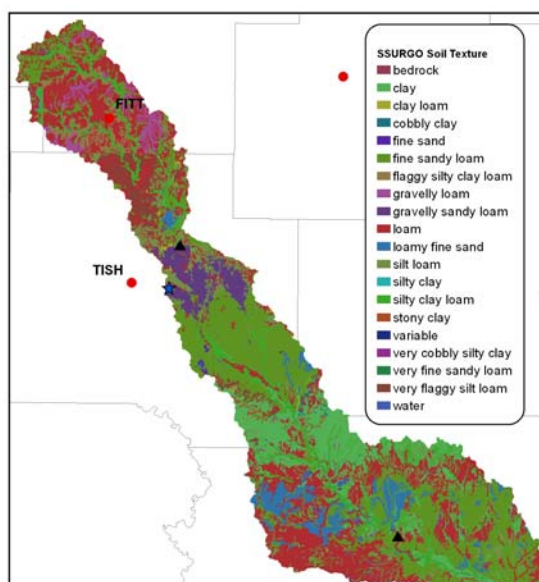 SSURGO Soil Texture
bedrock
clay
clay loam
cobbly clay
fine sand
fine sandy loam
flaggy silty clay loam
gravelly loam
gravelly sandy loam
loam
loamy fine sand
silt loam
silty clay
silty clay loam
stony clay
variable
very cobbly silty clay
very fine sandy loam
very flaggy silt loam
water
FITT
TISH